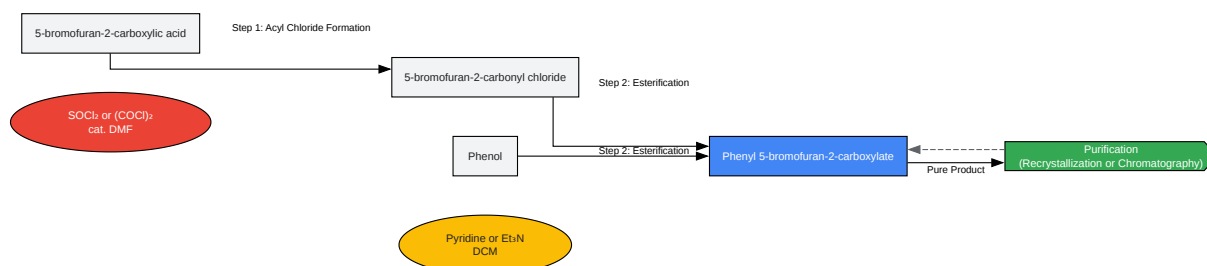 5-bromofuran-2-carboxylic acid
Step 1: Acyl Chloride Formation
5-bromofuran-2-carbonyl chloride
Step 2: Esterification
SOCl₂ or (COCl)₂
cat. DMF
Phenol
Step 2: Esterification
Phenyl 5-bromofuran-2-carboxylate
Purification
(Recrystallization or Chromatography)
Pure Product
Pyridine or Et₃N
DCM